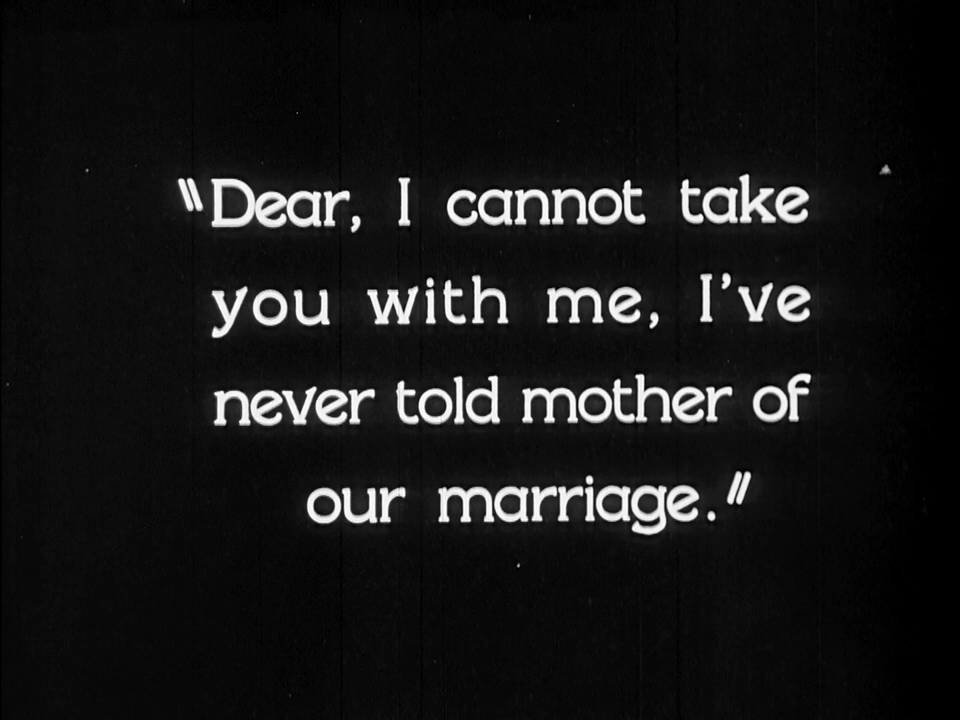 "Dear, I cannot take
you with me, I've
never told mother of
our marriage."